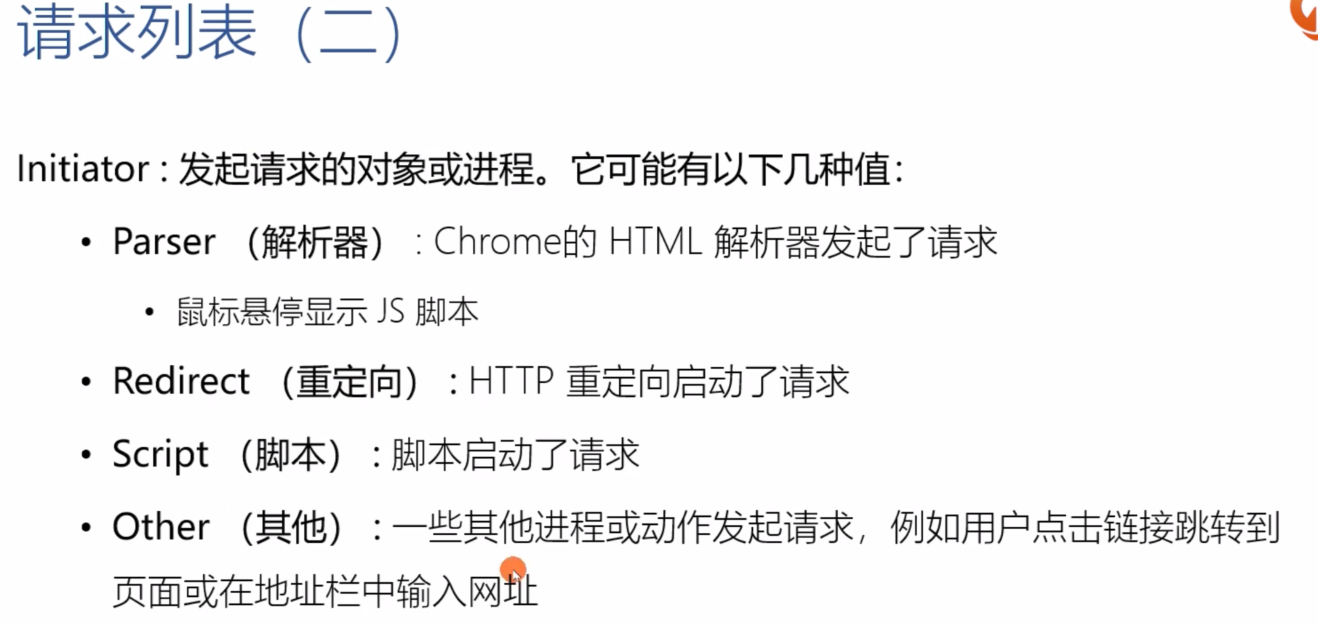 请求列表（二）
Initiator : 发起请求的对象或进程。它可能有以下几种值：
• Parser （解析器） : Chrome的 HTML 解析器发起了请求
• 鼠标悬停显示 JS 脚本
• Redirect （重定向） : HTTP 重定向启动了请求
• Script （脚本） : 脚本启动了请求
• Other （其他） : 一些其他进程或动作发起请求，例如用户点击链接跳转到
页面或在地址栏中输入网址